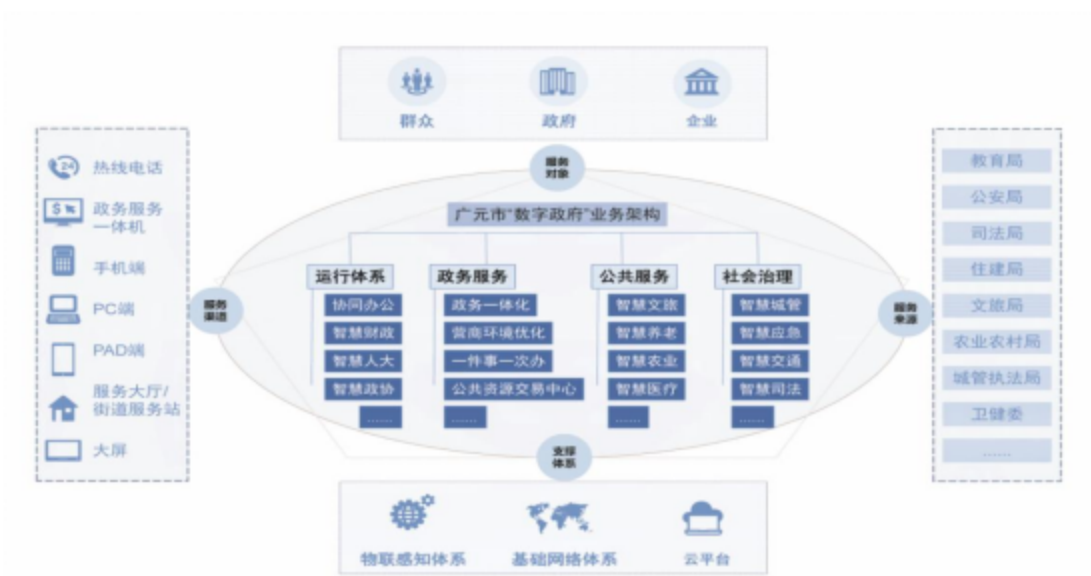 群众
政府
企业
服务
对象
24
热线电话
$
政务服务
一体机
手机端
PC端
PAD端
服务大厅/
街道服务站
大屏
服务
渠道
广元市“数字政府”业务架构
运行体系
协同办公
智慧财政
智慧人大
智慧政协
……
政务服务
政务一体化
营商环境优化
一件事一次办
公共资源交易中心
……
公共服务
智慧文旅
智慧养老
智慧农业
智慧医疗
……
社会治理
智慧城管
智慧应急
智慧交通
智慧司法
……
服务
来源
教育局
公安局
司法局
住建局
文旅局
农业农村局
城管执法局
卫健委
……
支撑
体系
物联感知体系
基础网络体系
云平台